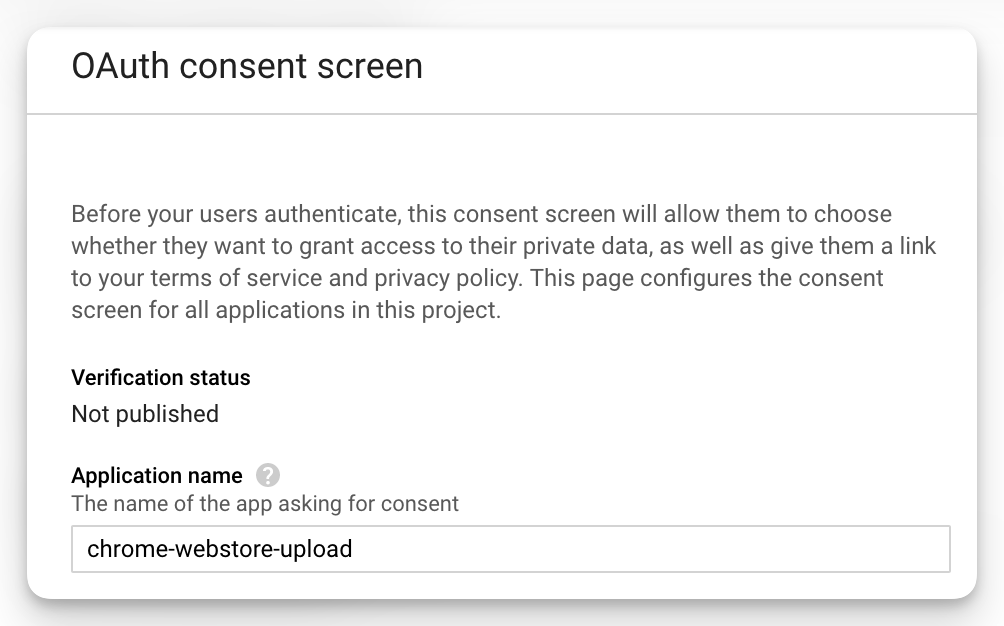 OAuth consent screen
Before your users authenticate, this consent screen will allow them to choose
whether they want to grant access to their private data, as well as give them a link
to your terms of service and privacy policy. This page configures the consent
screen for all applications in this project.
Verification status
Not published
Application name ?
The name of the app asking for consent
chrome-webstore-upload